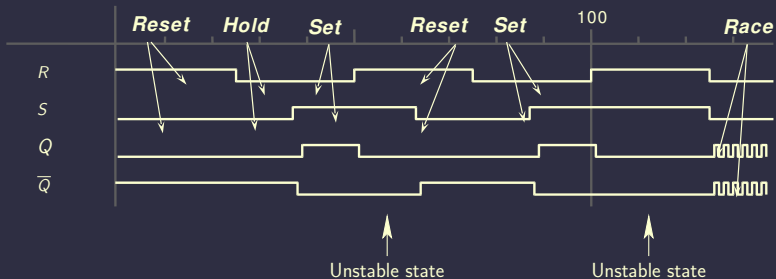 Reset Hold Set Reset Set 100 Race
R
S
Q
Q̅
Unstable state Unstable state